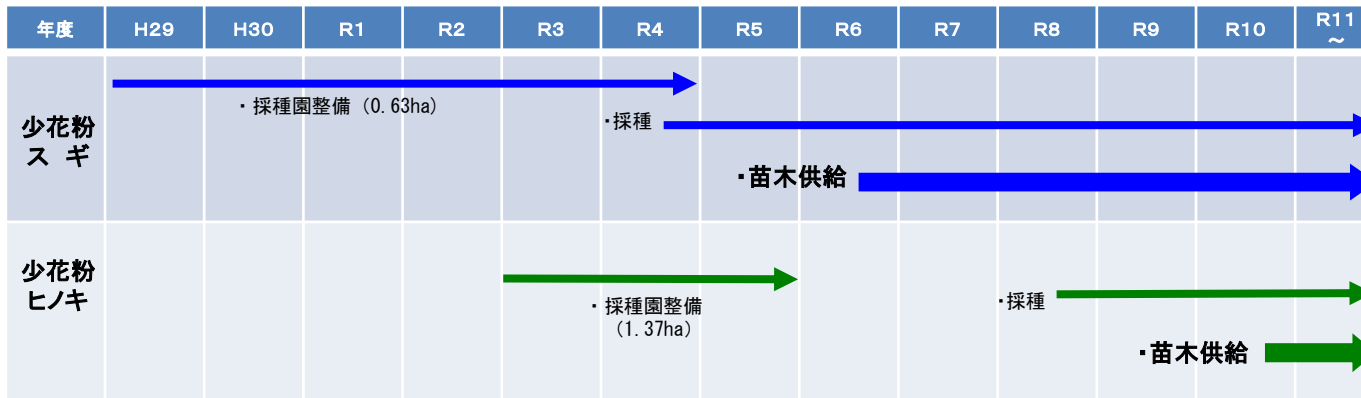 年度 H29 H30 R1 R2 R3 R4 R5 R6 R7 R8 R9 R10 R11
～
少花粉
ス ギ
・採種園整備（0.63ha）
・採種
・苗木供給
少花粉
ヒノキ
・採種園整備
（1.37ha）
・採種
・苗木供給